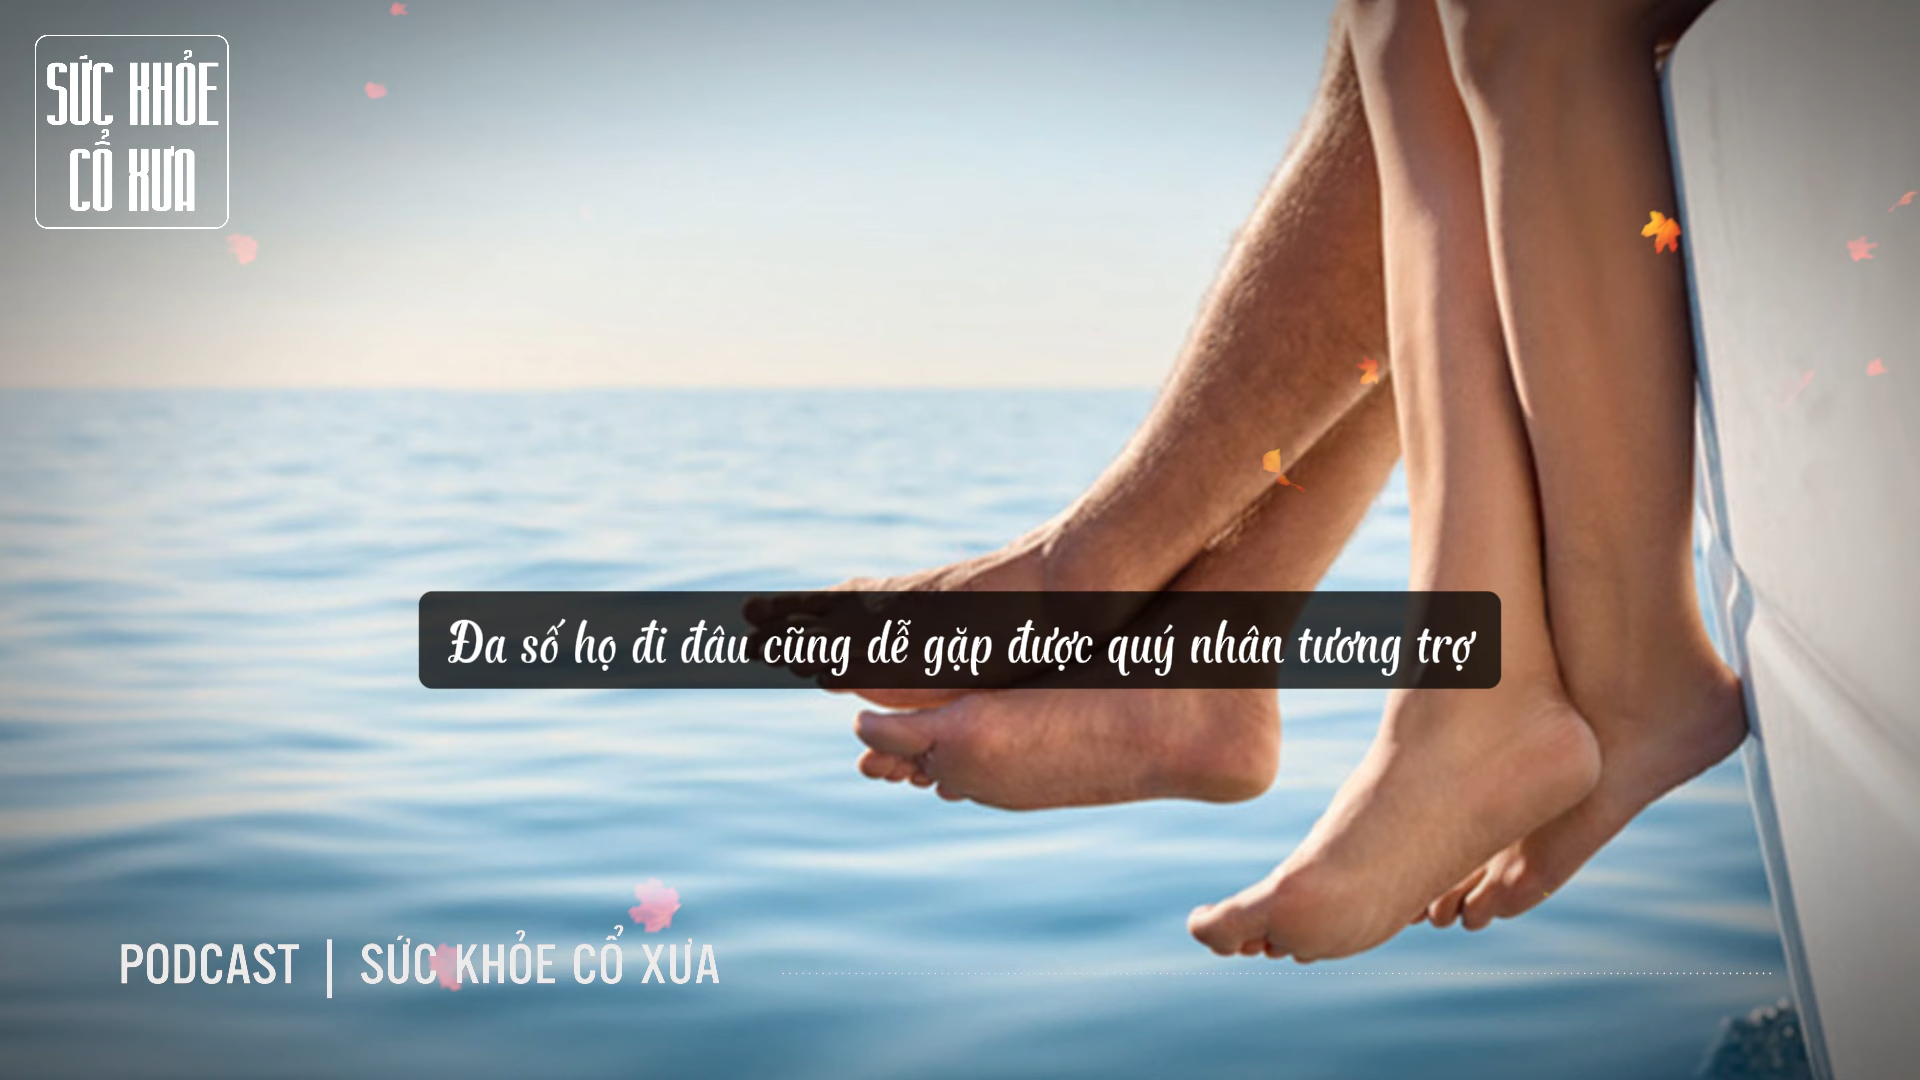 SỨC KHỎE
CỔ XƯA
Đa số họ đi đâu cũng dễ gặp được quý nhân tương trợ
PODCAST | SỨC KHỎE CỔ XƯA